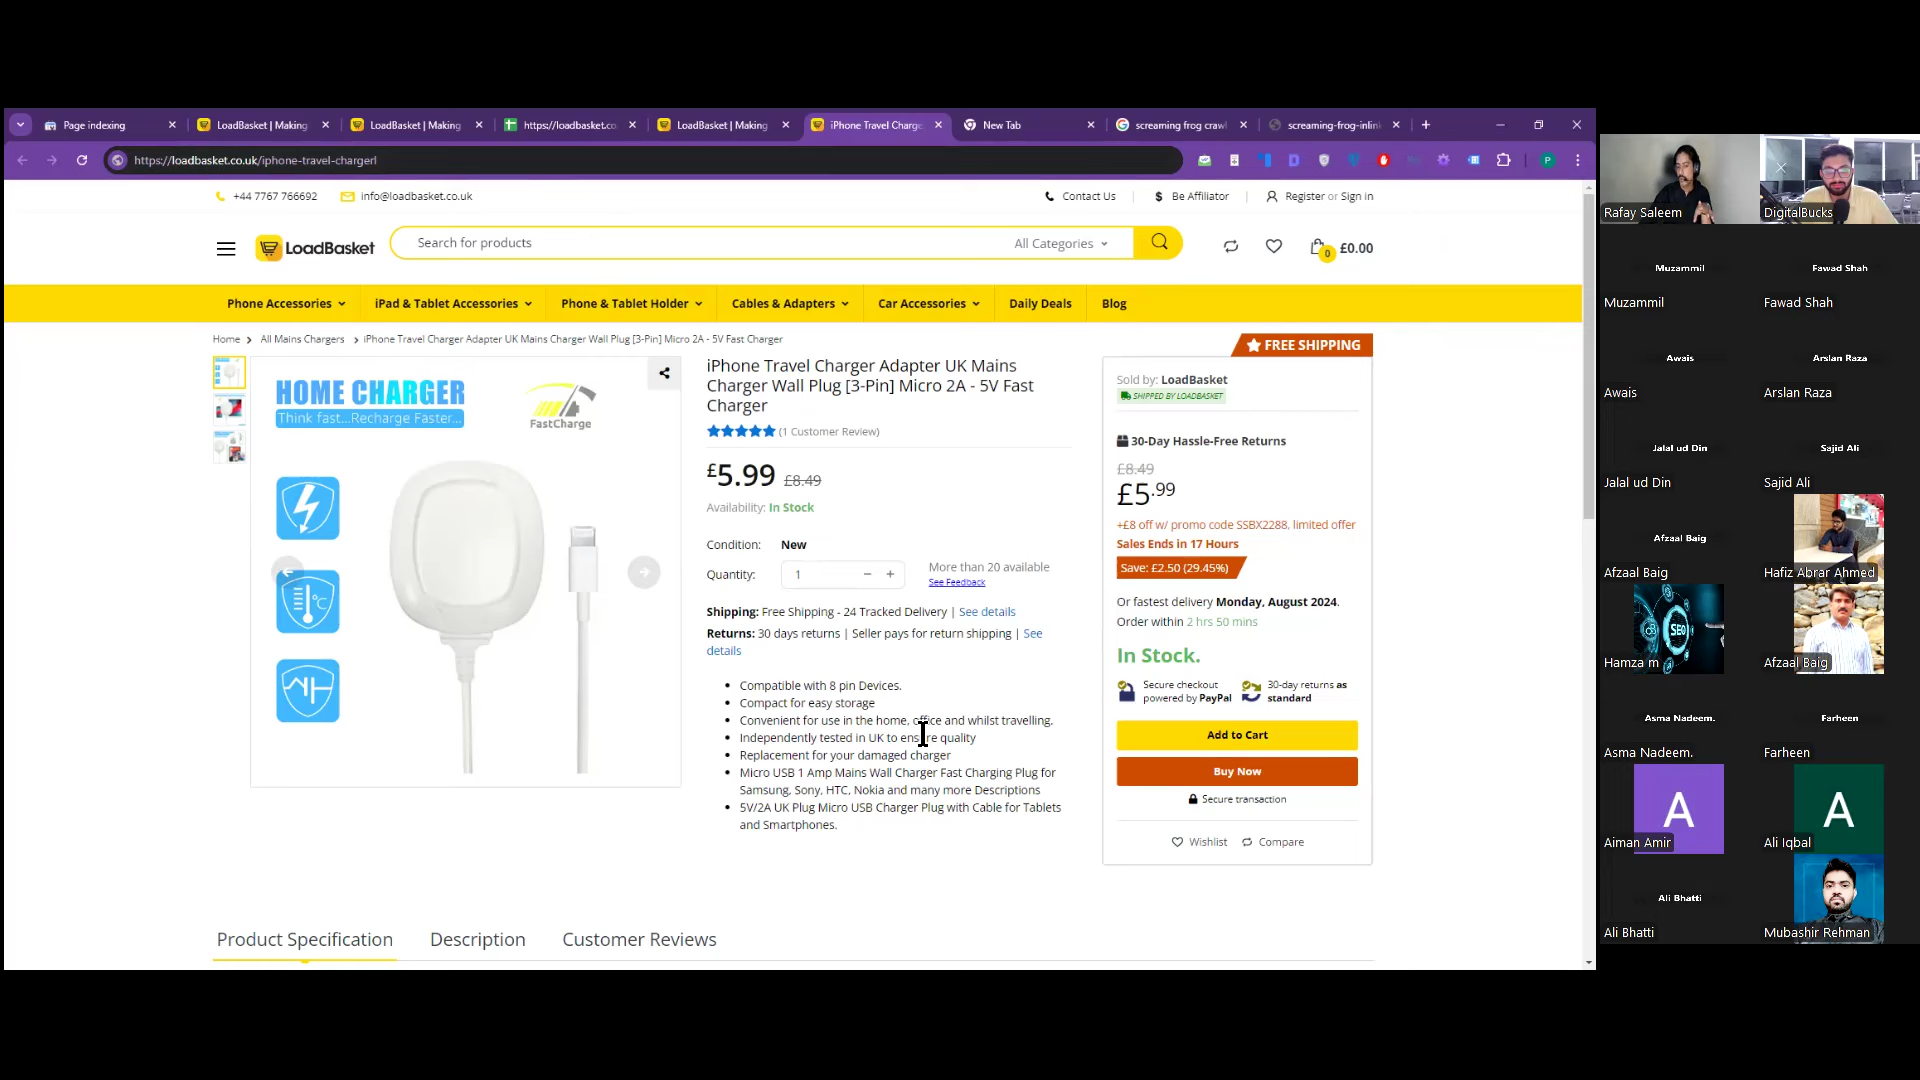 Page indexing
LoadBasket | Making
LoadBasket | Making
https://loadbasket.co
LoadBasket | Making
iPhone Travel Charge
New Tab
screaming frog craw
screaming-frog-inlin
https://loadbasket.co.uk/iphone-travel-chargerl
P
+44 7767 766692
info@loadbasket.co.uk
Contact Us
$ Be Affiliator
Register or Sign in
LoadBasket
Search for products
All Categories
0
£0.00
Phone Accessories
iPad & Tablet Accessories
Phone & Tablet Holder
Cables & Adapters
Car Accessories
Daily Deals
Blog
Home
All Mains Chargers
iPhone Travel Charger Adapter UK Mains Charger Wall Plug [3-Pin] Micro 2A - 5V Fast Charger
HOME CHARGER
Think fast...Recharge Faster...
FastCharge
°C
iPhone Travel Charger Adapter UK Mains
Charger Wall Plug [3-Pin] Micro 2A - 5V Fast
Charger
(1 Customer Review)
£5.99 £8.49
Availability: In Stock
Condition: New
Quantity: 1 − +
More than 20 available
See Feedback
Shipping: Free Shipping - 24 Tracked Delivery | See details
Returns: 30 days returns | Seller pays for return shipping | See
details
• Compatible with 8 pin Devices.
• Compact for easy storage
• Convenient for use in the home, office and whilst travelling.
• Independently tested in UK to ensure quality
• Replacement for your damaged charger
• Micro USB 1 Amp Mains Wall Charger Fast Charging Plug for
Samsung, Sony, HTC, Nokia and many more Descriptions
• 5V/2A UK Plug Micro USB Charger Plug with Cable for Tablets
and Smartphones.
FREE SHIPPING
Sold by: LoadBasket
SHIPPED BY LOADBASKET
30-Day Hassle-Free Returns
£8.49
£5.99
+£8 off w/ promo code SSBX2288, limited offer
Sales Ends in 17 Hours
Save: £2.50 (29.45%)
Or fastest delivery Monday, August 2024.
Order within 2 hrs 50 mins
In Stock.
Secure checkout
powered by PayPal
30-day returns as
standard
Add to Cart
Buy Now
Secure transaction
Wishlist
Compare
Product Specification
Description
Customer Reviews
Rafay Saleem
DigitalBucks
Muzammil
Muzammil
Fawad Shah
Fawad Shah
Awais
Awais
Arslan Raza
Arslan Raza
Jalal ud Din
Jalal ud Din
Sajid Ali
Sajid Ali
Afzaal Baig
Afzaal Baig
Hafiz Abrar Ahmed
SEO
Hamza m
Afzaal Baig
Asma Nadeem.
Asma Nadeem.
Farheen
Farheen
A
Aiman Amir
A
Ali Iqbal
Ali Bhatti
Ali Bhatti
Mubashir Rehman